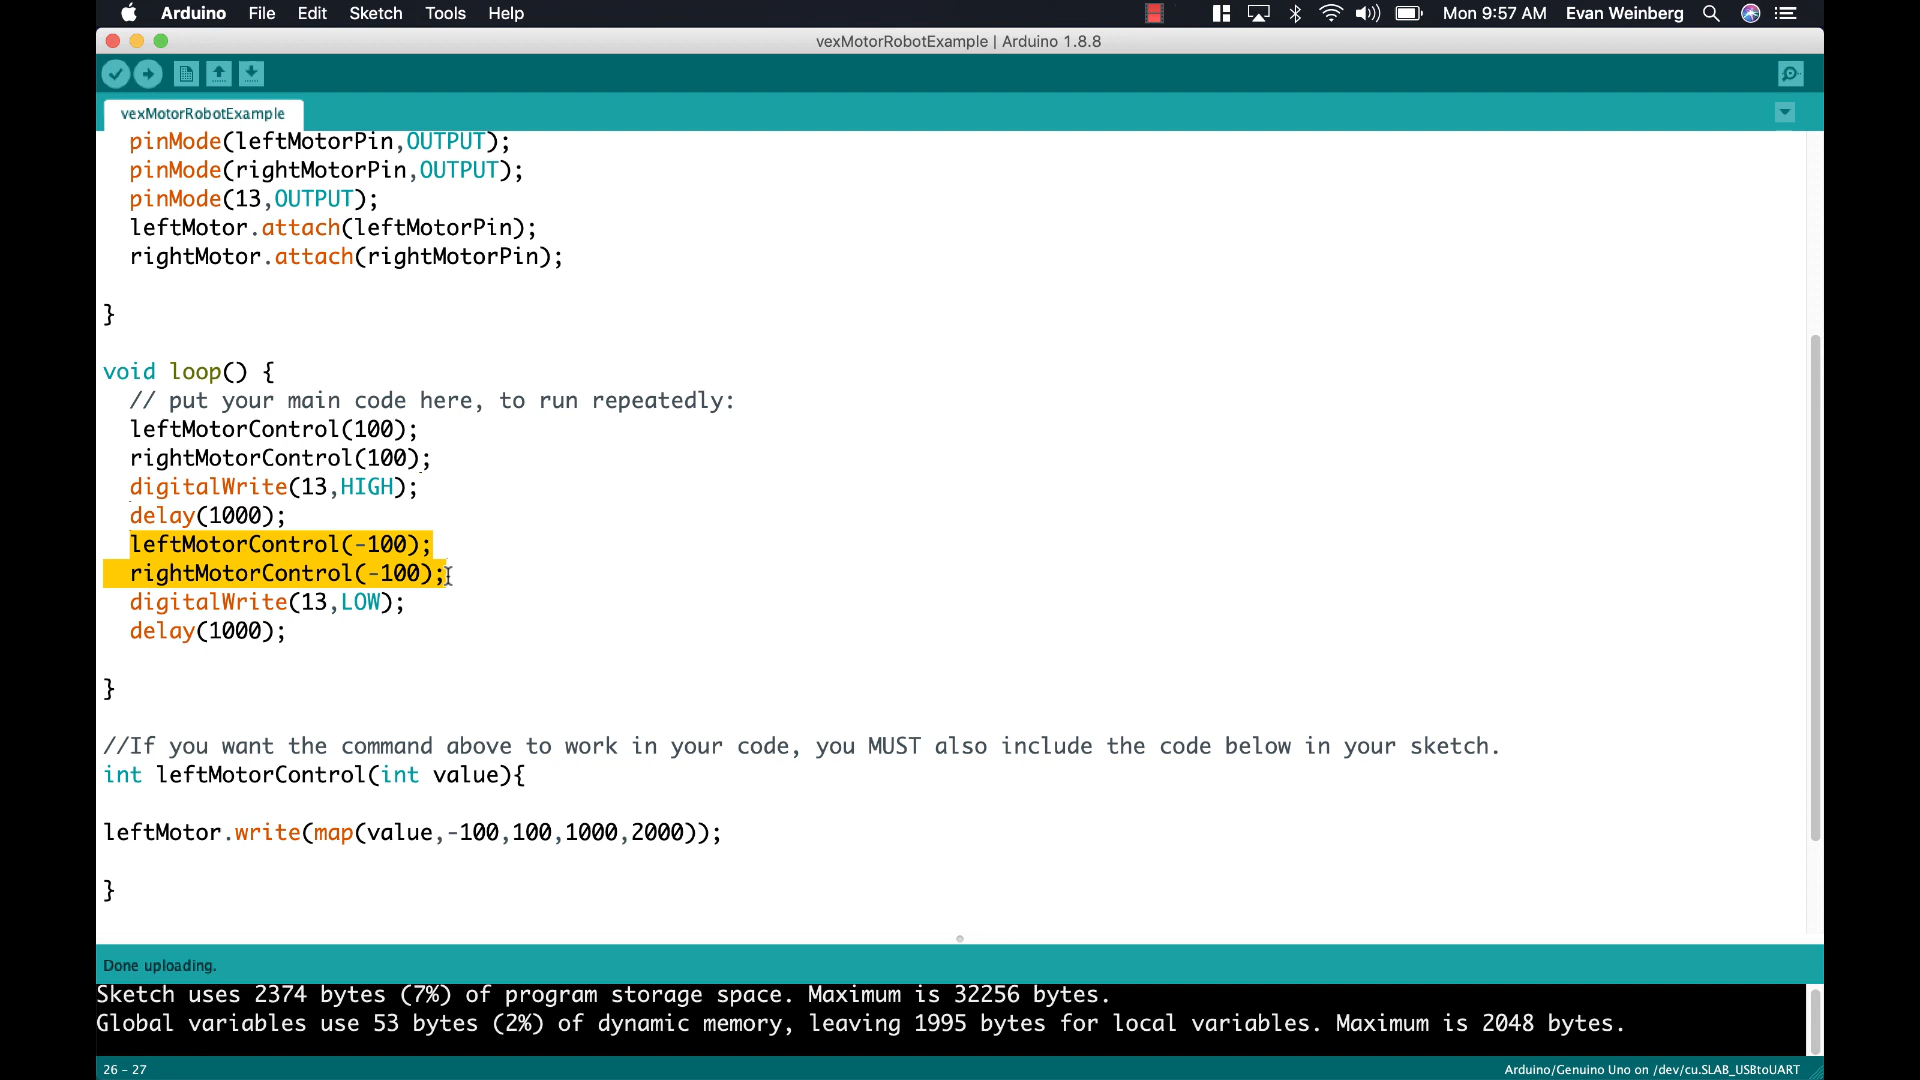 Arduino File Edit Sketch Tools Help Mon 9:57 AM Evan Weinberg
vexMotorRobotExample | Arduino 1.8.8
vexMotorRobotExample
pinMode(leftMotorPin,OUTPUT);
pinMode(rightMotorPin,OUTPUT);
pinMode(13,OUTPUT);
leftMotor.attach(leftMotorPin);
rightMotor.attach(rightMotorPin);
}
void loop() {
// put your main code here, to run repeatedly:
leftMotorControl(100);
rightMotorControl(100);
digitalWrite(13,HIGH);
delay(1000);
leftMotorControl(-100);
rightMotorControl(-100);
digitalWrite(13,LOW);
delay(1000);
}
//If you want the command above to work in your code, you MUST also include the code below in your sketch.
int leftMotorControl(int value){
leftMotor.write(map(value,-100,100,1000,2000));
}
Done uploading.
Sketch uses 2374 bytes (7%) of program storage space. Maximum is 32256 bytes.
Global variables use 53 bytes (2%) of dynamic memory, leaving 1995 bytes for local variables. Maximum is 2048 bytes.
26 - 27 Arduino/Genuino Uno on /dev/cu.SLAB_USBtoUART